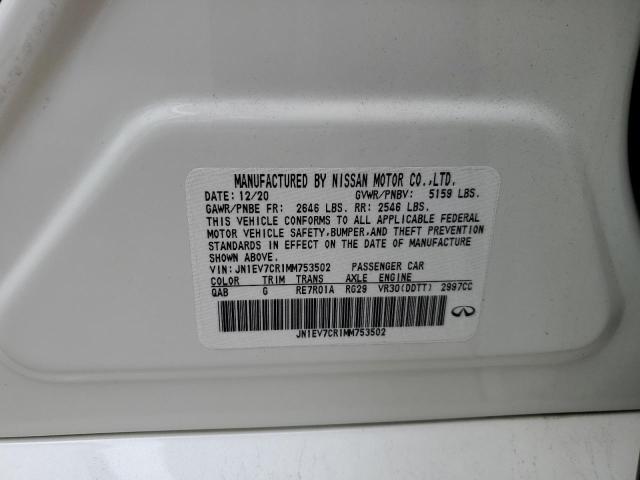 MANUFACTURED BY NISSAN MOTOR CO.,LTD.
DATE: 12/20 GVWR/PNBV: 5159 LBS.
GAWR/PNBE FR: 2646 LBS. RR: 2546 LBS.
THIS VEHICLE CONFORMS TO ALL APPLICABLE FEDERAL
MOTOR VEHICLE SAFETY,BUMPER,AND THEFT PREVENTION
STANDARDS IN EFFECT ON THE DATE OF MANUFACTURE
SHOWN ABOVE.
VIN: JN1EV7CR1MM753502 PASSENGER CAR
COLOR TRIM TRANS AXLE ENGINE
QAB G RE7R01A RG29 VR30(DDTT) 2997CC
JN1EV7CR1MM753502